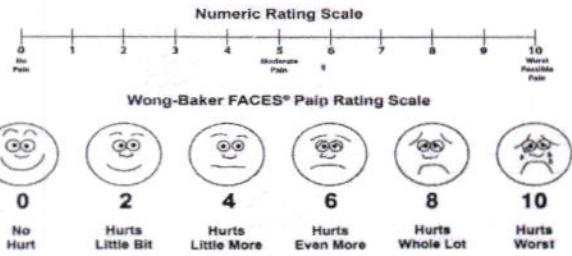 Numeric Rating Scale
0 1 2 3 4 5 6 7 8 9 10
No Pain
Moderate Pain
Worst Possible Pain
Wong-Baker FACES® Pain Rating Scale
0 2 4 6 8 10
No Hurt
Hurts Little Bit
Hurts Little More
Hurts Even More
Hurts Whole Lot
Hurts Worst